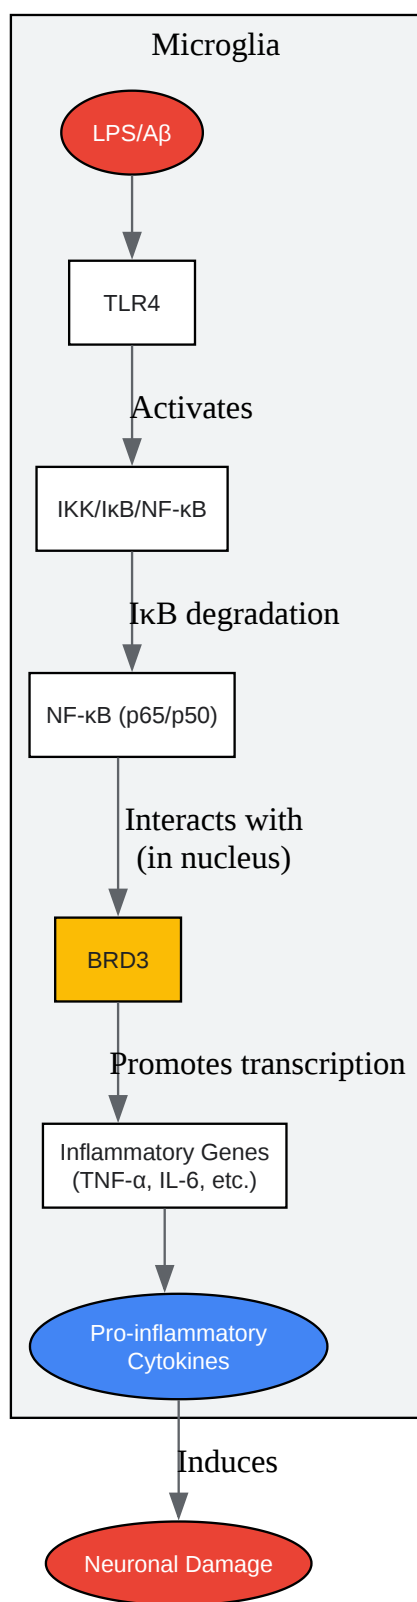 Microglia
LPS/Aβ
TLR4
Activates
IKK/IκB/NF-κB
IκB degradation
NF-κB (p65/p50)
Interacts with
(in nucleus)
BRD3
Promotes transcription
Inflammatory Genes
(TNF-α, IL-6, etc.)
Pro-inflammatory
Cytokines
Induces
Neuronal Damage